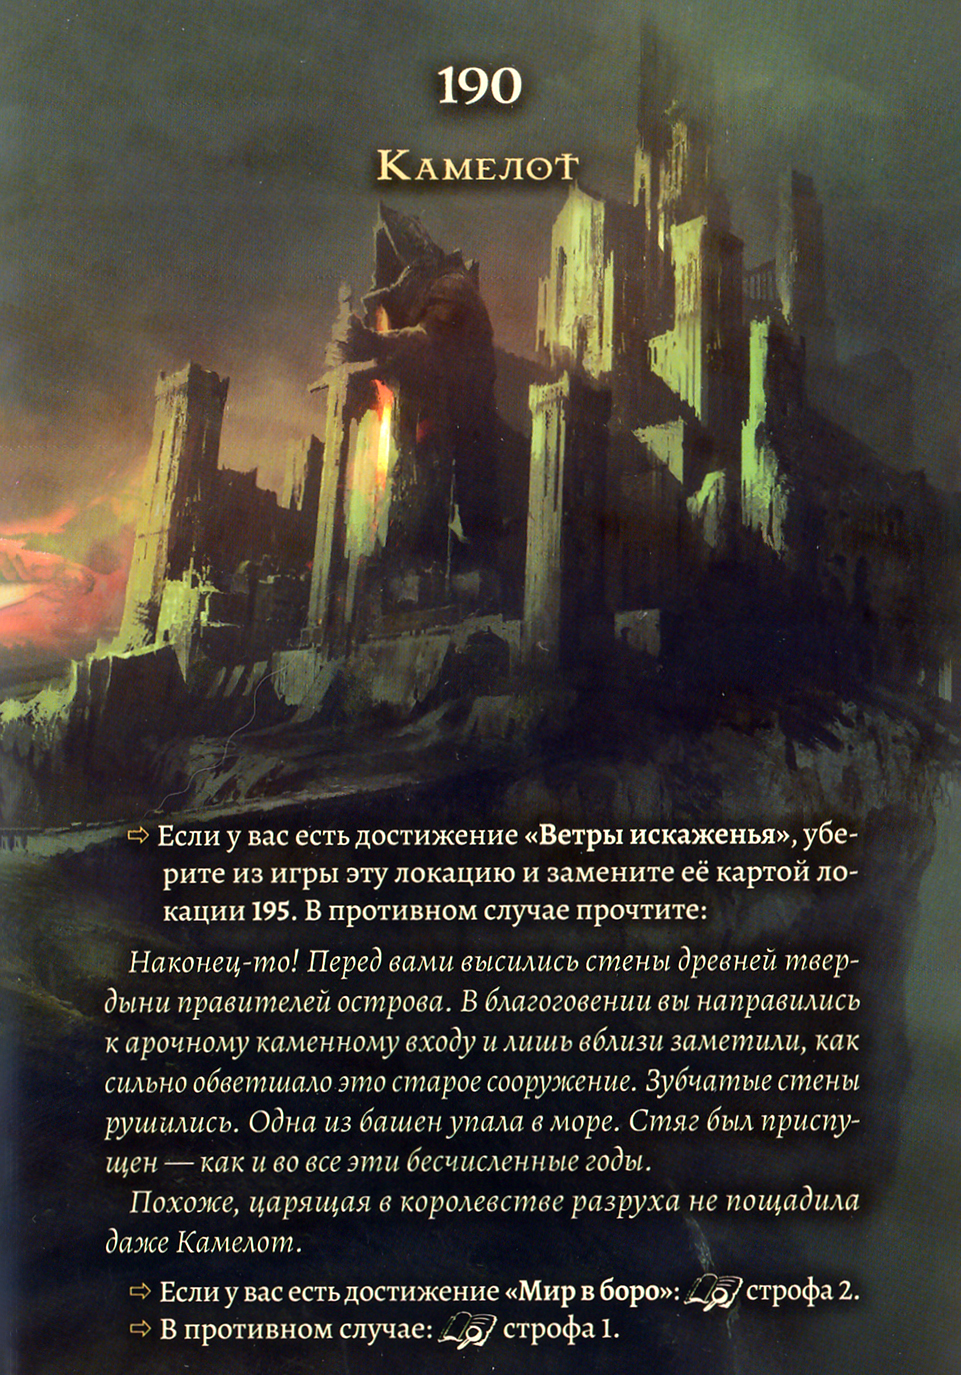 190
Камелот
⇨ Если у вас есть достижение «Ветры искаженья», убе-
рите из игры эту локацию и замените её картой ло-
кации 195. В противном случае прочтите:
Наконец-то! Перед вами высились стены древней твер-
дыни правителей острова. В благоговении вы направились
к арочному каменному входу и лишь вблизи заметили, как
сильно обветшало это старое сооружение. Зубчатые стены
рушились. Одна из башен упала в море. Стяг был приспу-
щен — как и во все эти бесчисленные годы.
Похоже, царящая в королевстве разруха не пощадила
даже Камелот.
⇨ Если у вас есть достижение «Мир в боро»: строфа 2.
⇨ В противном случае: строфа 1.